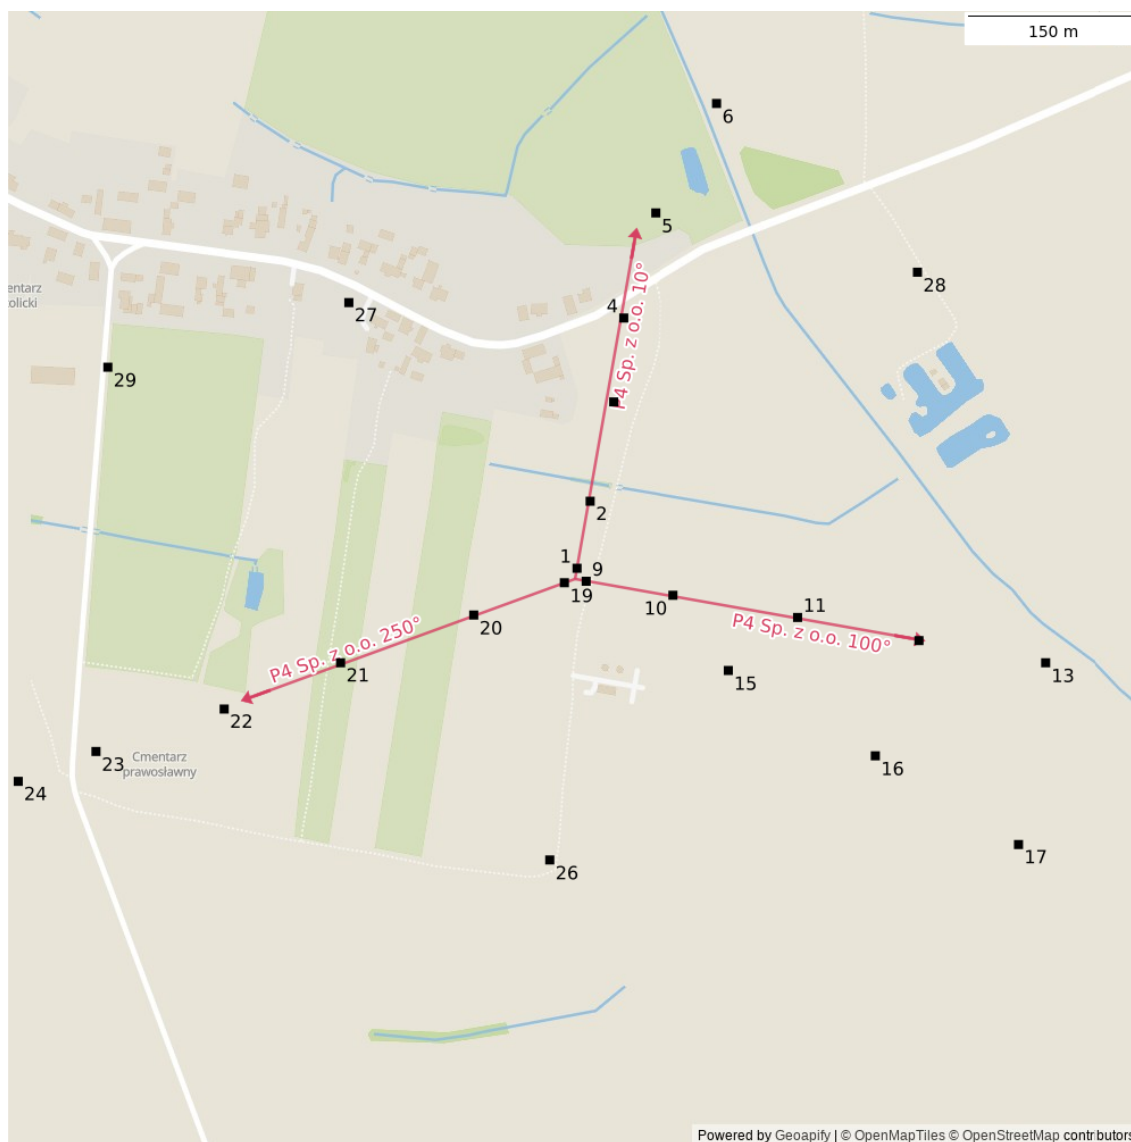 150 m
6
5
P4 Sp. z o.o. 10°
28
entarz
olicki
27
4
29
2
1
9
19
10
11
20
P4 Sp. z o.o. 100°
P4 Sp. z o.o. 250°
21
15
13
22
23
Cmentarz
prawosławny
16
24
17
26
Powered by Geoapify | © OpenMapTiles © OpenStreetMap contributors